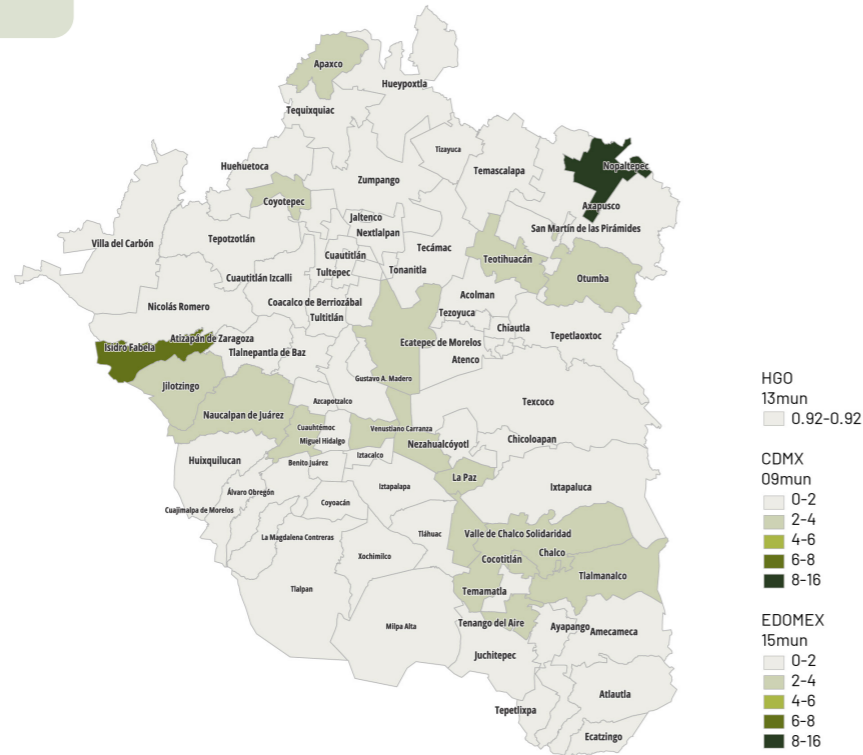 Apaxco
Hueypoxtla
Tequixquiac
Tizayuca
Huehuetoca
Temascalapa
Nopaltepec
Zumpango
Coyotepec
Axapusco
Jaltenco
San Martín de las Pirámides
Nextlalpan
Villa del Carbón
Tepotzotlán
Tecámac
Cuautitlán
Teotihuacán
Tultepec
Tonanitla
Cuautitlán Izcalli
Otumba
Acolman
Nicolás Romero
Coacalco de Berriozábal
Tezoyuca
Tultitlán
Chiautla
Tepetlaoxtoc
Atizapán de Zaragoza
Isidro Fabela
Ecatepec de Morelos
Tlalnepantla de Baz
Atenco
Gustavo A. Madero
Jilotzingo
Azcapotzalco
Texcoco
Naucalpan de Juárez
Cuauhtémoc
Venustiano Carranza
Miguel Hidalgo
Nezahualcóyotl
Chicoloapan
Iztacalco
Huixquilucan
Benito Juárez
La Paz
Iztapalapa
Ixtapaluca
Álvaro Obregón
Coyoacán
Cuajimalpa de Morelos
Tláhuac
Valle de Chalco Solidaridad
La Magdalena Contreras
Chalco
Xochimilco
Cocotitlán
Tlalmanalco
Tlalpan
Temamatla
Milpa Alta
Tenango del Aire
Ayapango
Amecameca
Juchitepec
Atlautla
Tepetlixpa
Ecatzingo
HGO
13mun
0.92-0.92
CDMX
09mun
0-2
2-4
4-6
6-8
8-16
EDOMEX
15mun
0-2
2-4
4-6
6-8
8-16